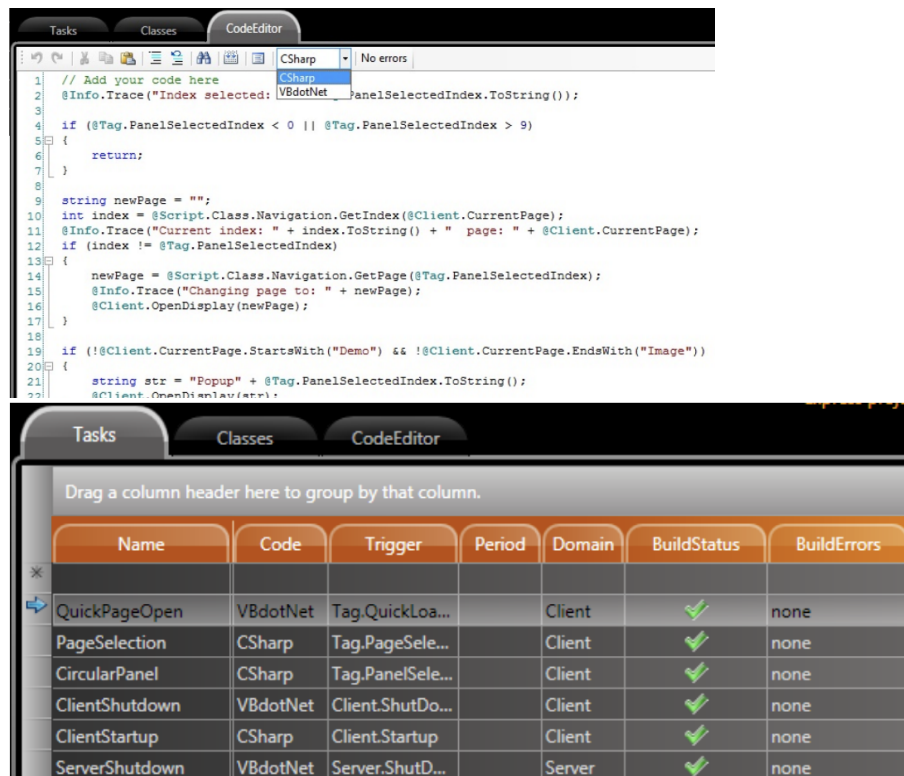 Tasks Classes CodeEditor
CSharp No errors
CSharp
VBdotNet
1 // Add your code here
2 @Info.Trace("Index selected: PanelSelectedIndex.ToString());
3
4 if (@Tag.PanelSelectedIndex < 0 || @Tag.PanelSelectedIndex > 9)
5 {
6 return;
7 }
8
9 string newPage = "";
10 int index = @Script.Class.Navigation.GetIndex(@Client.CurrentPage);
11 @Info.Trace("Current index: " + index.ToString() + " page: " + @Client.CurrentPage);
12 if (index != @Tag.PanelSelectedIndex)
13 {
14 newPage = @Script.Class.Navigation.GetPage(@Tag.PanelSelectedIndex);
15 @Info.Trace("Changing page to: " + newPage);
16 @Client.OpenDisplay(newPage);
17 }
18
19 if (!@Client.CurrentPage.StartsWith("Demo") && !@Client.CurrentPage.EndsWith("Image"))
20 {
21 string str = "Popup" + @Tag.PanelSelectedIndex.ToString();
22 @Client.OpenDisplay(str);
Tasks Classes CodeEditor
Drag a column header here to group by that column.
Name Code Trigger Period Domain BuildStatus BuildErrors
QuickPageOpen VBdotNet Tag.QuickLoa... Client none
PageSelection CSharp Tag.PageSele... Client none
CircularPanel CSharp Tag.PanelSele... Client none
ClientShutdown VBdotNet Client.ShutDo... Client none
ClientStartup CSharp Client.Startup Client none
ServerShutdown VBdotNet Server.ShutD... Server none